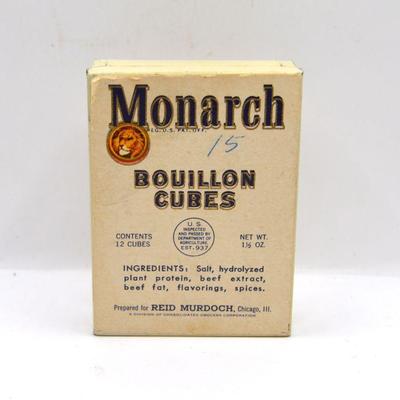 Monarch
REG. U.S. PAT. OFF.
15
BOUILLON
CUBES
CONTENTS
12 CUBES
U.S.
INSPECTED
AND PASSED BY
DEPARTMENT OF
AGRICULTURE
EST. 937
NET WT.
1½ OZ.
INGREDIENTS: Salt, hydrolyzed
plant protein, beef extract,
beef fat, flavorings, spices.
Prepared for REID MURDOCH, Chicago, Ill.
A DIVISION OF CONSOLIDATED GROCERS CORPORATION